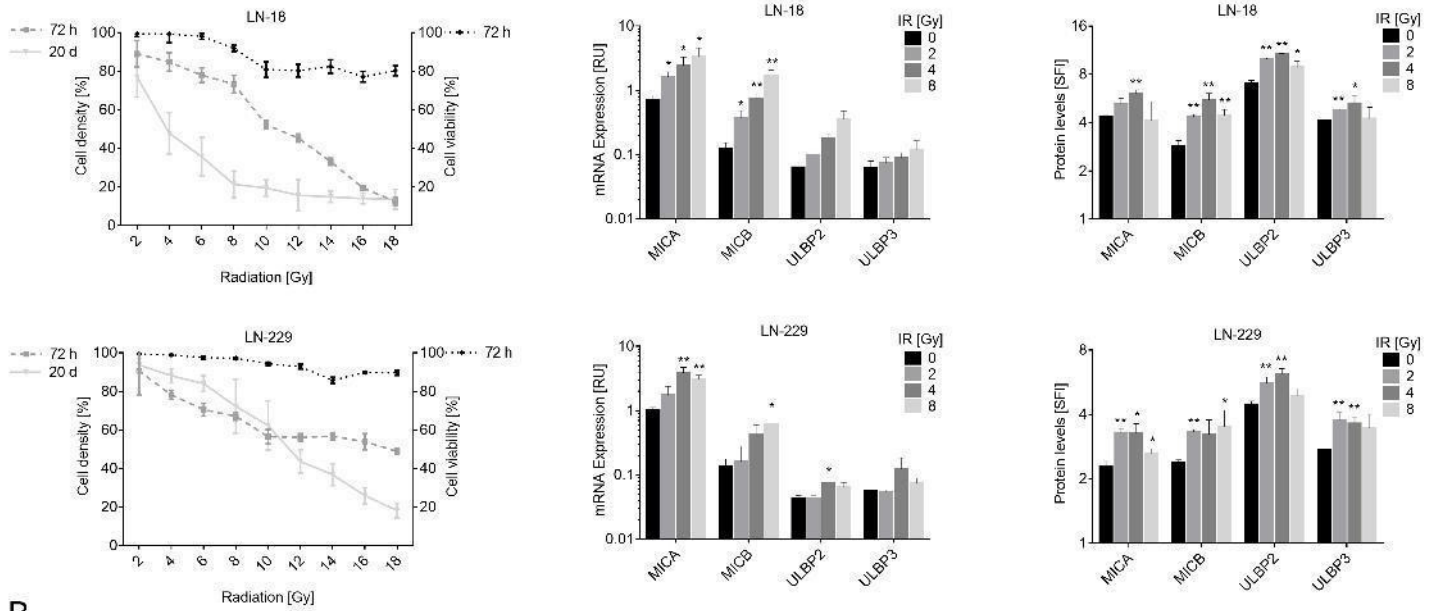 LN-18
72 h
20 d
72 h
Cell density [%]
100
80
60
40
20
0
Cell viability [%]
100
80
60
40
20
2 4 6 8 10 12 14 16 18
Radiation [Gy]
LN-18
IR [Gy]
0
2
4
8
mRNA Expression [RU]
10
1
0.1
0.01
* * *
* ** **
MICA MICB ULBP2 ULBP3
LN-18
IR [Gy]
0
2
4
8
Protein levels [SFI]
16
8
4
2
1
**
** ** **
** ** *
** *
MICA MICB ULBP2 ULBP3
LN-229
72 h
20 d
72 h
Cell density [%]
100
80
60
40
20
0
Cell viability [%]
100
80
60
40
20
2 4 6 8 10 12 14 16 18
Radiation [Gy]
LN-229
IR [Gy]
0
2
4
8
mRNA Expression [RU]
10
1
0.1
0.01
** **
*
*
MICA MICB ULBP2 ULBP3
LN-229
IR [Gy]
0
2
4
8
Protein levels [SFI]
8
4
2
1
** * *
** *
** **
** **
MICA MICB ULBP2 ULBP3